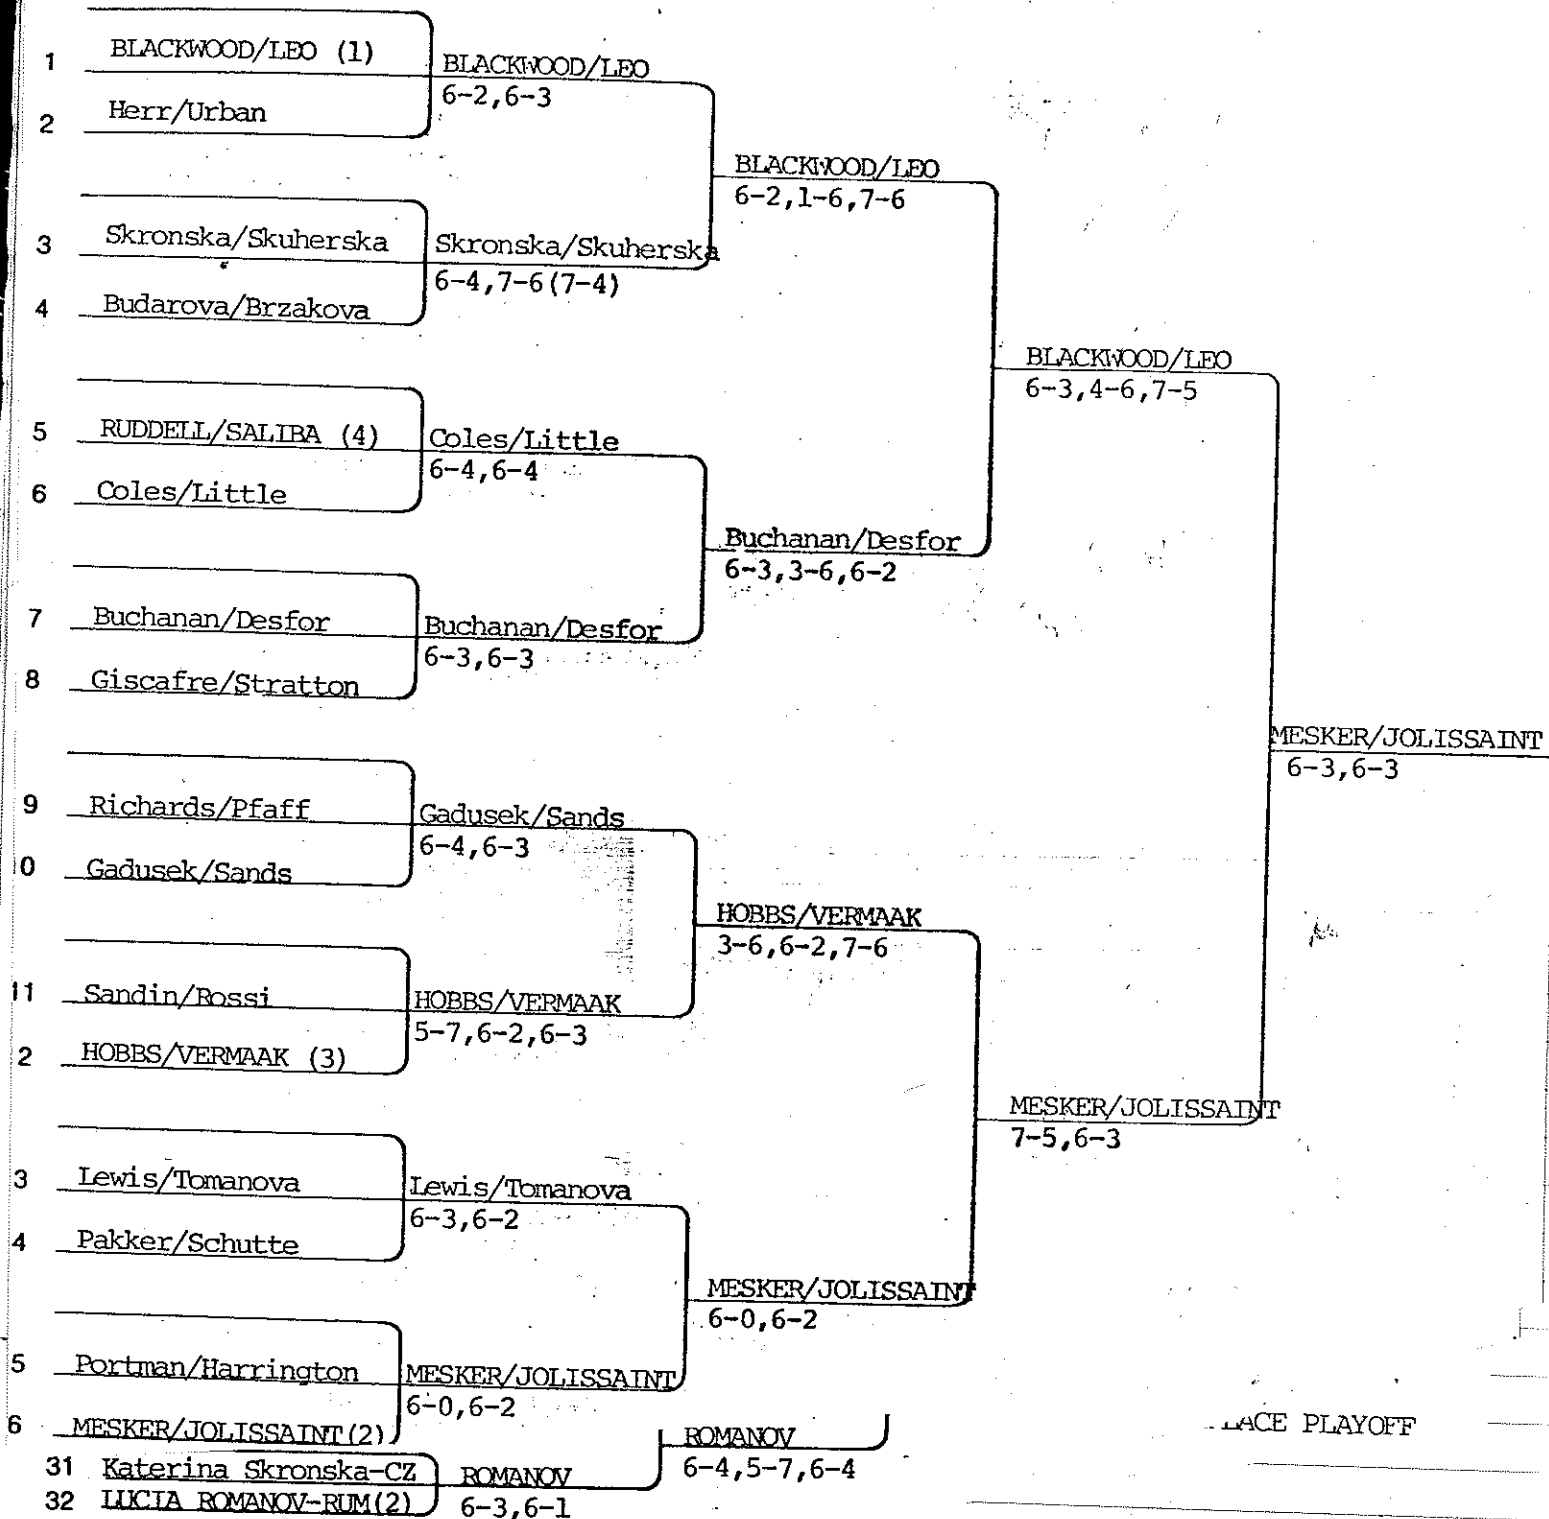 1 BLACKWOOD/LEO (1)
BLACKWOOD/LEO
6-2,6-3
2 Herr/Urban
BLACKWOOD/LEO
6-2,1-6,7-6
3 Skronska/Skuherska
Skronska/Skuherska
6-4,7-6(7-4)
4 Budarova/Brzakova
BLACKWOOD/LEO
6-3,4-6,7-5
5 RUDDELL/SALIBA (4)
Coles/Little
6-4,6-4
6 Coles/Little
Buchanan/Desfor
6-3,3-6,6-2
7 Buchanan/Desfor
Buchanan/Desfor
6-3,6-3
8 Giscafre/Stratton
MESKER/JOLISSAINT
6-3,6-3
9 Richards/Pfaff
Gadusek/Sands
6-4,6-3
0 Gadusek/Sands
HOBBS/VERMAAK
3-6,6-2,7-6
11 Sandin/Rossi
HOBBS/VERMAAK
5-7,6-2,6-3
2 HOBBS/VERMAAK (3)
MESKER/JOLISSAINT
7-5,6-3
3 Lewis/Tomanova
Lewis/Tomanova
6-3,6-2
4 Pakker/Schutte
MESKER/JOLISSAINT
6-0,6-2
5 Portman/Harrington
MESKER/JOLISSAINT
6-0,6-2
6 MESKER/JOLISSAINT(2)
ROMANOV
6-4,5-7,6-4
LACE PLAYOFF
31 Katerina Skronska-CZ
ROMANOV
6-3,6-1
32 LUCIA ROMANOV-RUM(2)